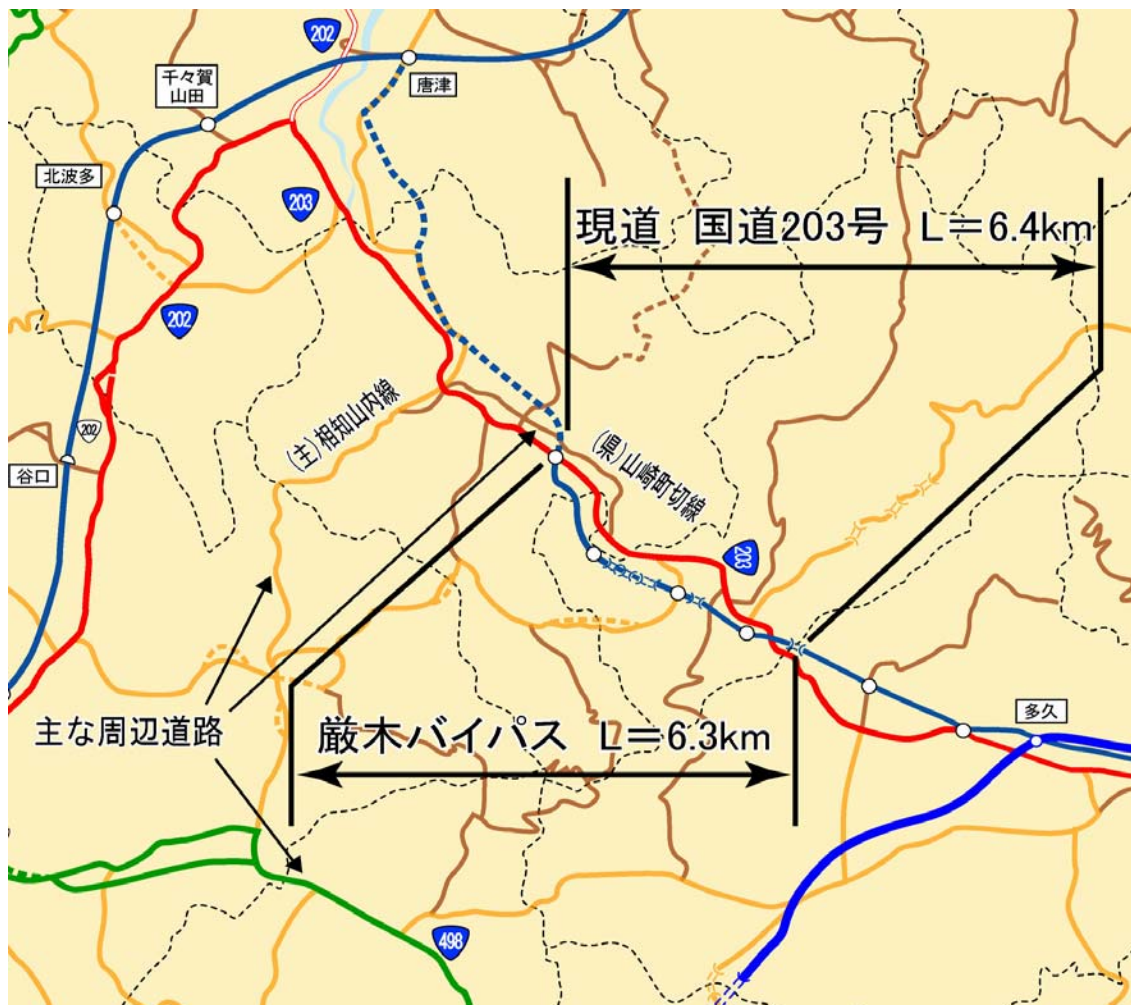 202
唐津
千々賀
山田
北波多
203
現道 国道203号 L=6.4km
202
(主)相知山内線
202
谷口
(県)山崎町切線
203
主な周辺道路
厳木バイパス L=6.3km
多久
498